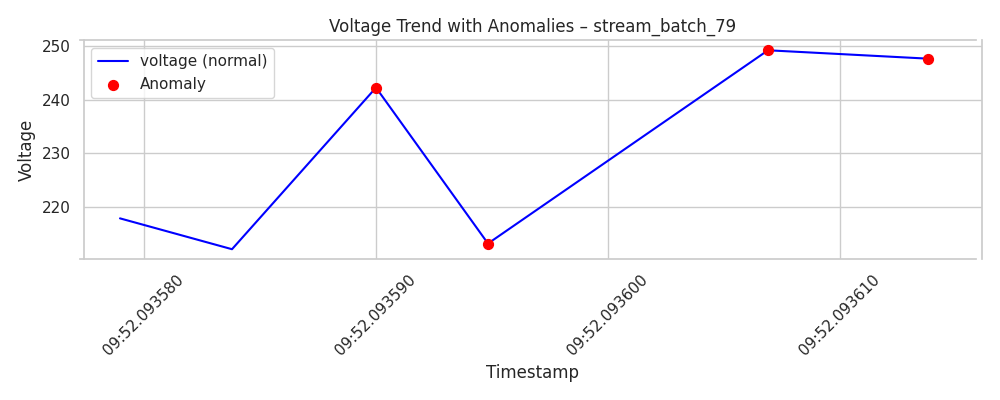 Voltage Trend with Anomalies – stream_batch_79
voltage (normal)
Anomaly
Voltage
250
240
230
220
09:52.093580
09:52.093590
09:52.093600
09:52.093610
Timestamp